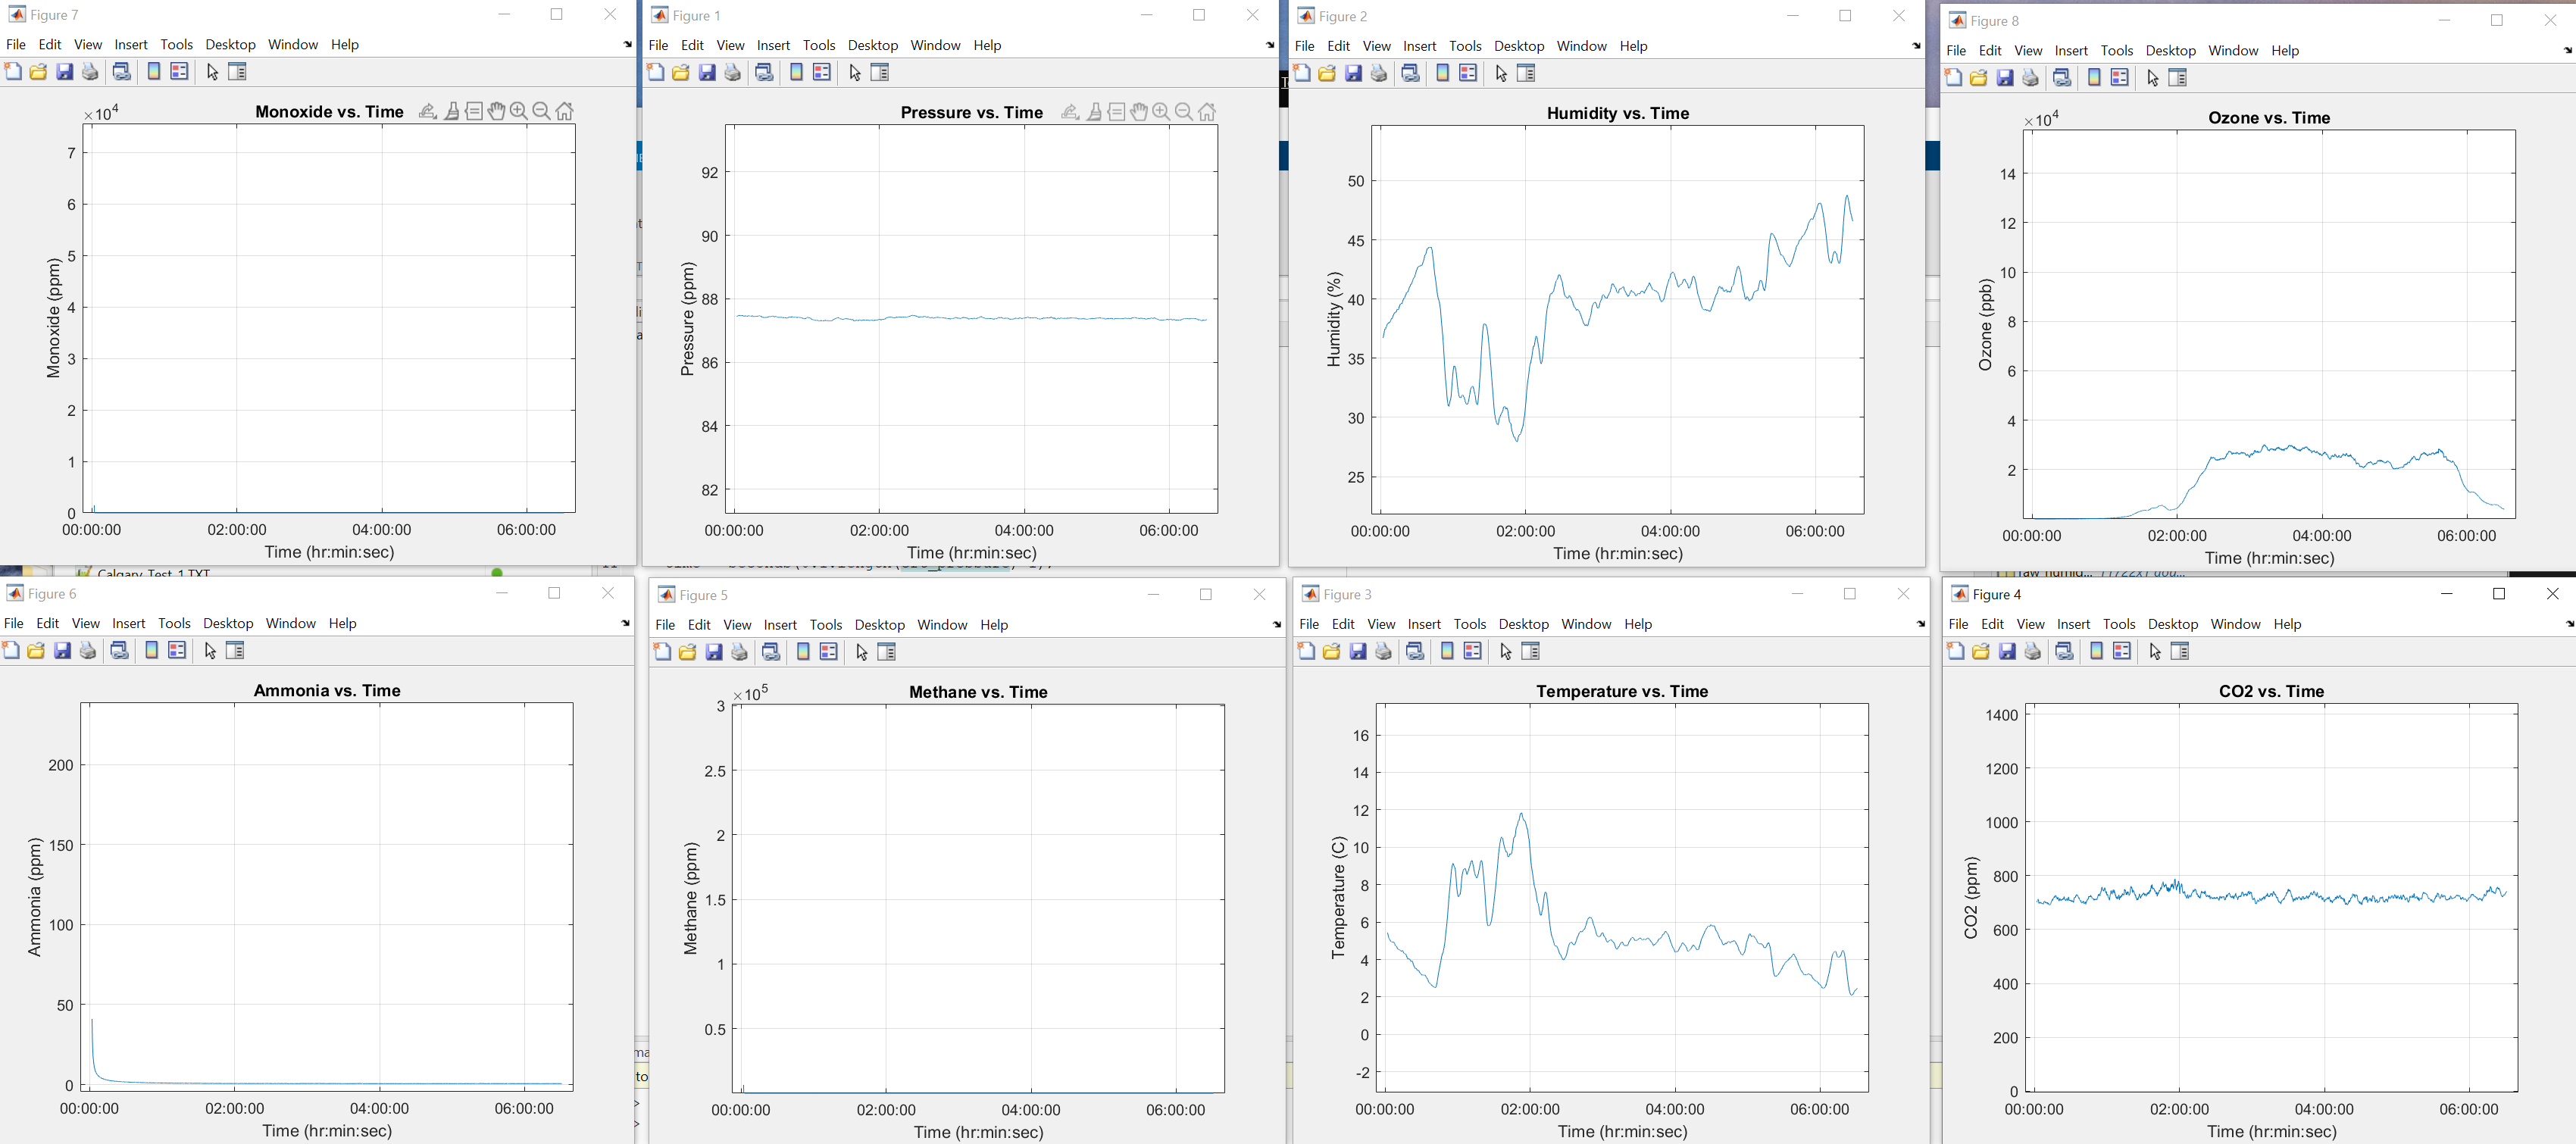 Figure 7
File Edit View Insert Tools Desktop Window Help
×10⁴
Monoxide vs. Time
7
6
5
4
3
2
1
0
Monoxide (ppm)
00:00:00 02:00:00 04:00:00 06:00:00
Time (hr:min:sec)
Figure 1
File Edit View Insert Tools Desktop Window Help
Pressure vs. Time
92
90
88
86
84
82
Pressure (ppm)
00:00:00 02:00:00 04:00:00 06:00:00
Time (hr:min:sec)
Figure 2
File Edit View Insert Tools Desktop Window Help
Humidity vs. Time
50
45
40
35
30
25
Humidity (%)
00:00:00 02:00:00 04:00:00 06:00:00
Time (hr:min:sec)
Figure 8
File Edit View Insert Tools Desktop Window Help
×10⁴
Ozone vs. Time
14
12
10
8
6
4
2
Ozone (ppb)
00:00:00 02:00:00 04:00:00 06:00:00
Time (hr:min:sec)
Calgary_Test_1.TXT
Figure 6
File Edit View Insert Tools Desktop Window Help
Ammonia vs. Time
200
150
100
50
0
Ammonia (ppm)
00:00:00 02:00:00 04:00:00 06:00:00
Time (hr:min:sec)
Figure 5
File Edit View Insert Tools Desktop Window Help
×10⁵
Methane vs. Time
3
2.5
2
1.5
1
0.5
Methane (ppm)
00:00:00 02:00:00 04:00:00 06:00:00
Time (hr:min:sec)
Figure 3
File Edit View Insert Tools Desktop Window Help
Temperature vs. Time
16
14
12
10
8
6
4
2
0
-2
Temperature (C)
00:00:00 02:00:00 04:00:00 06:00:00
Time (hr:min:sec)
Figure 4
File Edit View Insert Tools Desktop Window Help
CO2 vs. Time
1400
1200
1000
800
600
400
200
0
CO2 (ppm)
00:00:00 02:00:00 04:00:00 06:00:00
Time (hr:min:sec)